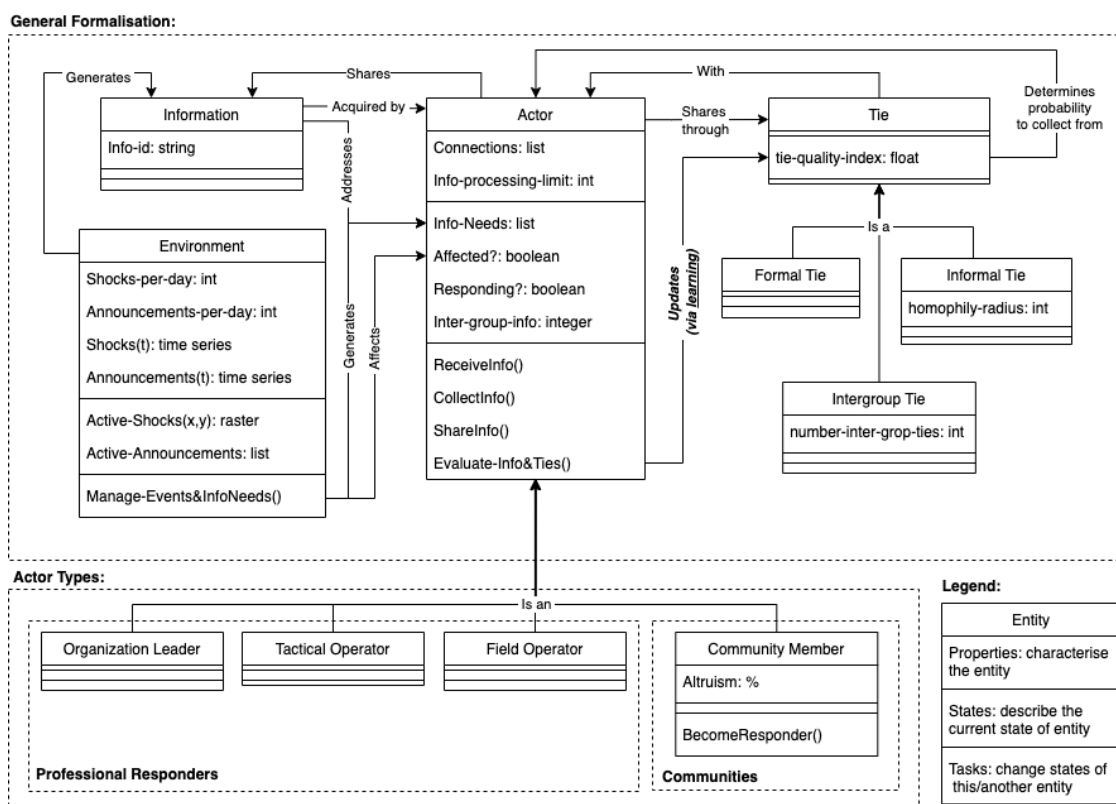 General Formalisation:
Generates
Shares
With
Determines
probability
to collect from
Information
Info-id: string
Acquired by
Addresses
Actor
Connections: list
Info-processing-limit: int
Info-Needs: list
Affected?: boolean
Responding?: boolean
Inter-group-info: integer
ReceiveInfo()
CollectInfo()
ShareInfo()
Evaluate-Info&Ties()
Shares
through
Tie
tie-quality-index: float
Is a
Formal Tie
Informal Tie
homophily-radius: int
Intergroup Tie
number-inter-grop-ties: int
Updates
(via learning)
Environment
Shocks-per-day: int
Announcements-per-day: int
Shocks(t): time series
Announcements(t): time series
Active-Shocks(x,y): raster
Active-Announcements: list
Manage-Events&InfoNeeds()
Generates
Affects
Actor Types:
Is an
Organization Leader
Tactical Operator
Field Operator
Professional Responders
Community Member
Altruism: %
BecomeResponder()
Communities
Legend:
Entity
Properties: characterise
the entity
States: describe the
current state of entity
Tasks: change states of
this/another entity